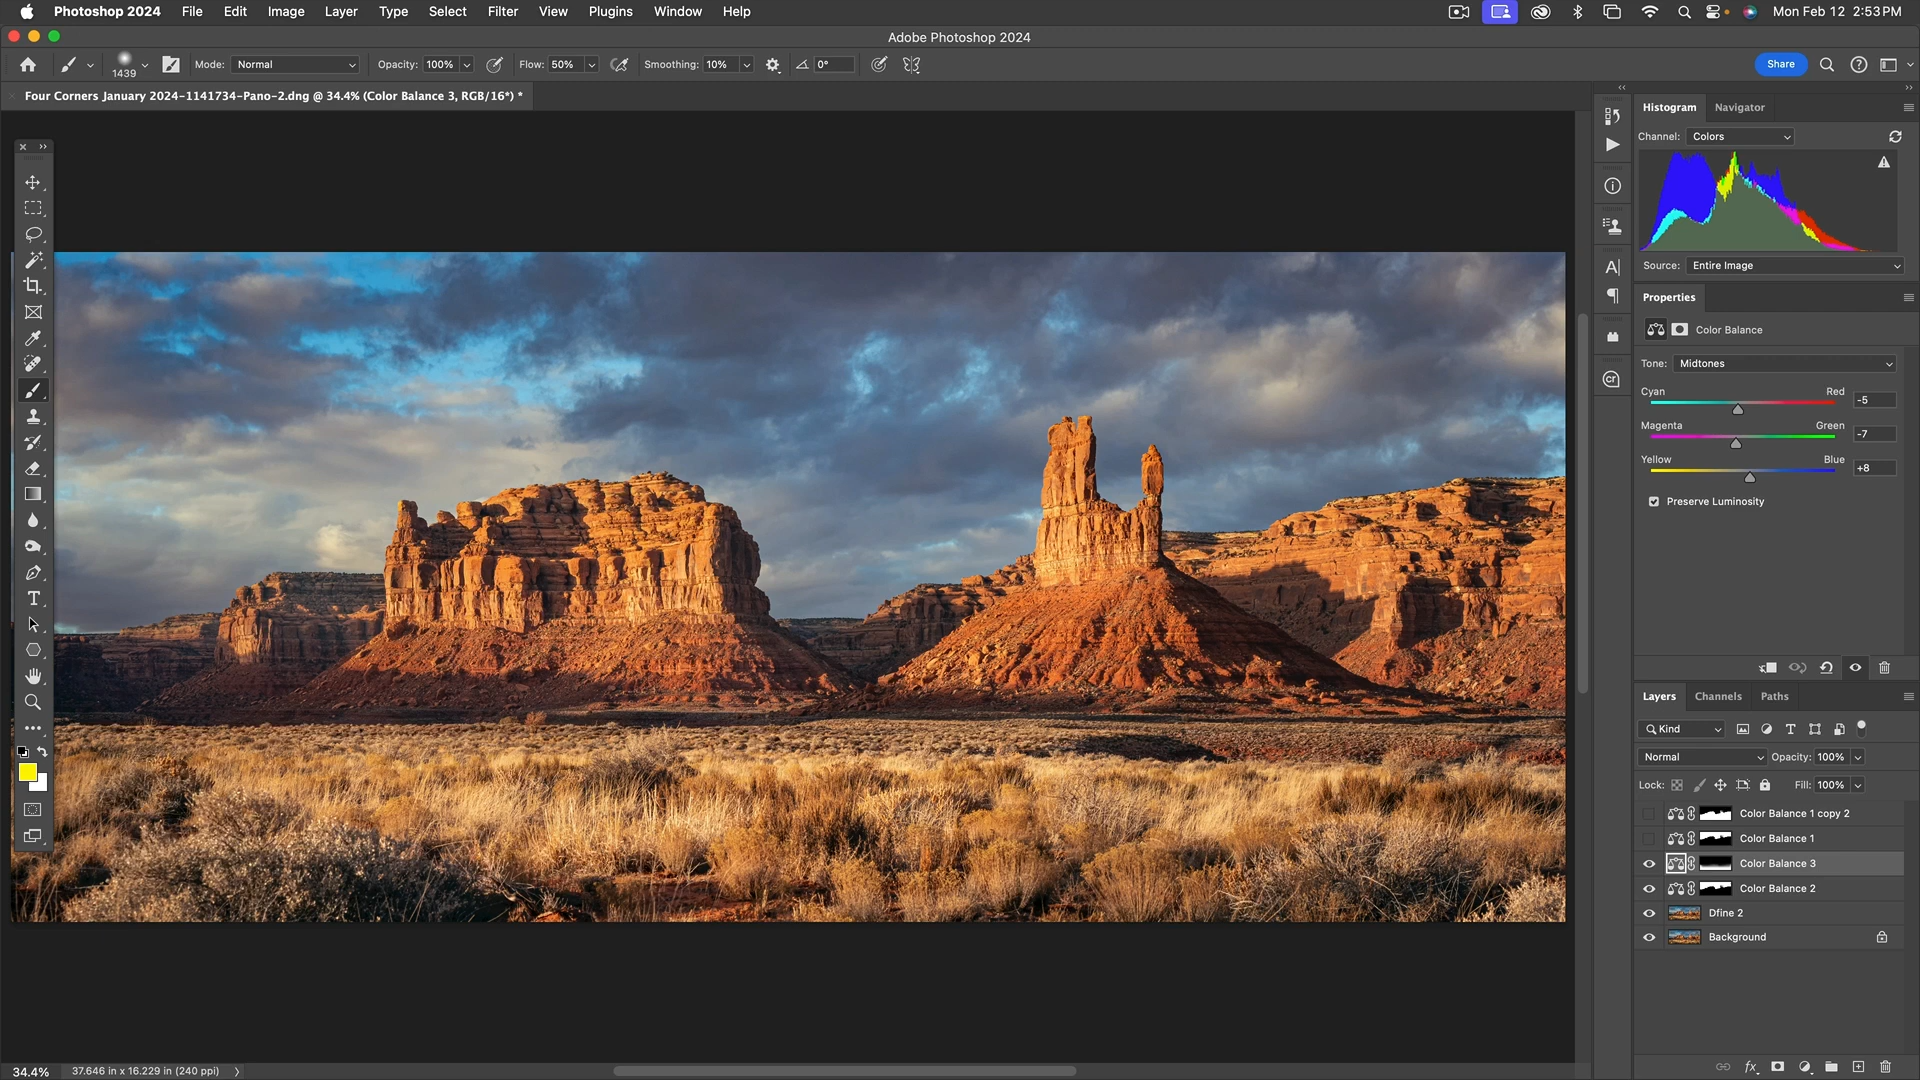 Photoshop 2024 File Edit Image Layer Type Select Filter View Plugins Window Help Mon Feb 12 2:53 PM
Adobe Photoshop 2024
1439 Mode: Normal Opacity: 100% Flow: 50% Smoothing: 10% 0° Share
Four Corners January 2024-1141734-Pano-2.dng @ 34.4% (Color Balance 3, RGB/16*) *
Histogram Navigator
Channel: Colors
Source: Entire Image
Properties
Color Balance
Tone: Midtones
Cyan Red -5
Magenta Green -7
Yellow Blue +8
Preserve Luminosity
Layers Channels Paths
Kind
Normal Opacity: 100%
Lock: Fill: 100%
Color Balance 1 copy 2
Color Balance 1
Color Balance 3
Color Balance 2
Dfine 2
Background
34.4% 37.646 in x 16.229 in (240 ppi)